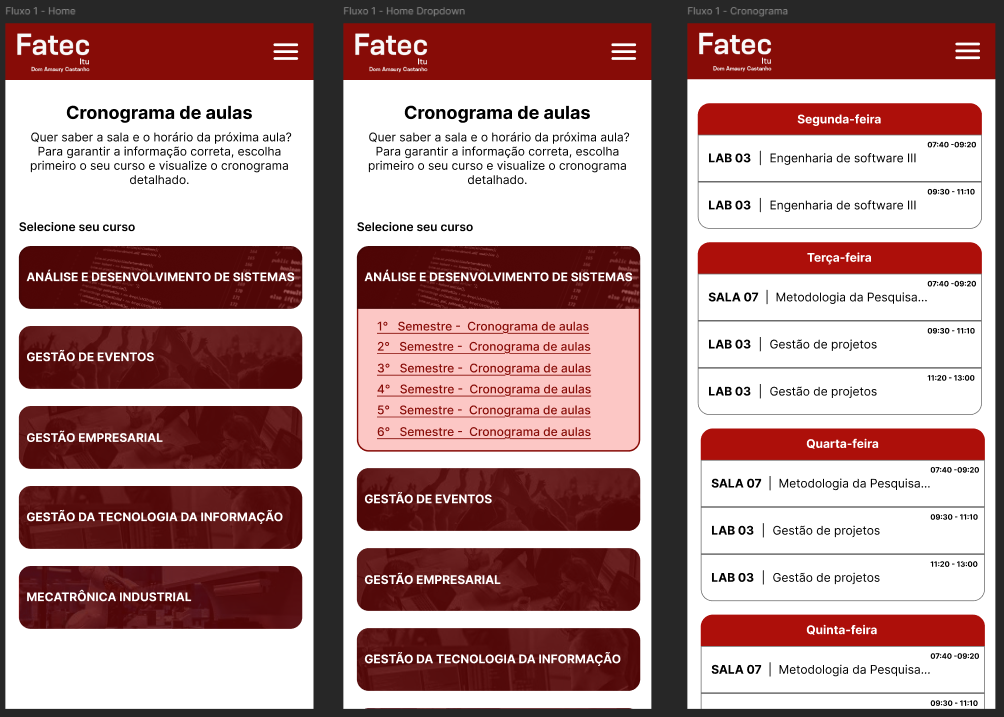 Fluxo 1 - Home
Fatec
Itu
Dom Amaury Castanho
Cronograma de aulas
Quer saber a sala e o horário da próxima aula?
Para garantir a informação correta, escolha
primeiro o seu curso e visualize o cronograma
detalhado.
Selecione seu curso
ANÁLISE E DESENVOLVIMENTO DE SISTEMAS
GESTÃO DE EVENTOS
GESTÃO EMPRESARIAL
GESTÃO DA TECNOLOGIA DA INFORMAÇÃO
MECATRÔNICA INDUSTRIAL
Fluxo 1 - Home Dropdown
Fatec
Itu
Dom Amaury Castanho
Cronograma de aulas
Quer saber a sala e o horário da próxima aula?
Para garantir a informação correta, escolha
primeiro o seu curso e visualize o cronograma
detalhado.
Selecione seu curso
ANÁLISE E DESENVOLVIMENTO DE SISTEMAS
1° Semestre - Cronograma de aulas
2° Semestre - Cronograma de aulas
3° Semestre - Cronograma de aulas
4° Semestre - Cronograma de aulas
5° Semestre - Cronograma de aulas
6° Semestre - Cronograma de aulas
GESTÃO DE EVENTOS
GESTÃO EMPRESARIAL
GESTÃO DA TECNOLOGIA DA INFORMAÇÃO
Fluxo 1 - Cronograma
Fatec
Itu
Dom Amaury Castanho
Segunda-feira
07:40 -09:20
LAB 03 | Engenharia de software III
09:30 - 11:10
LAB 03 | Engenharia de software III
Terça-feira
07:40 -09:20
SALA 07 | Metodologia da Pesquisa...
09:30 - 11:10
LAB 03 | Gestão de projetos
11:20 - 13:00
LAB 03 | Gestão de projetos
Quarta-feira
07:40 -09:20
SALA 07 | Metodologia da Pesquisa...
09:30 - 11:10
LAB 03 | Gestão de projetos
11:20 - 13:00
LAB 03 | Gestão de projetos
Quinta-feira
07:40 -09:20
SALA 07 | Metodologia da Pesquisa...
09:30 - 11:10